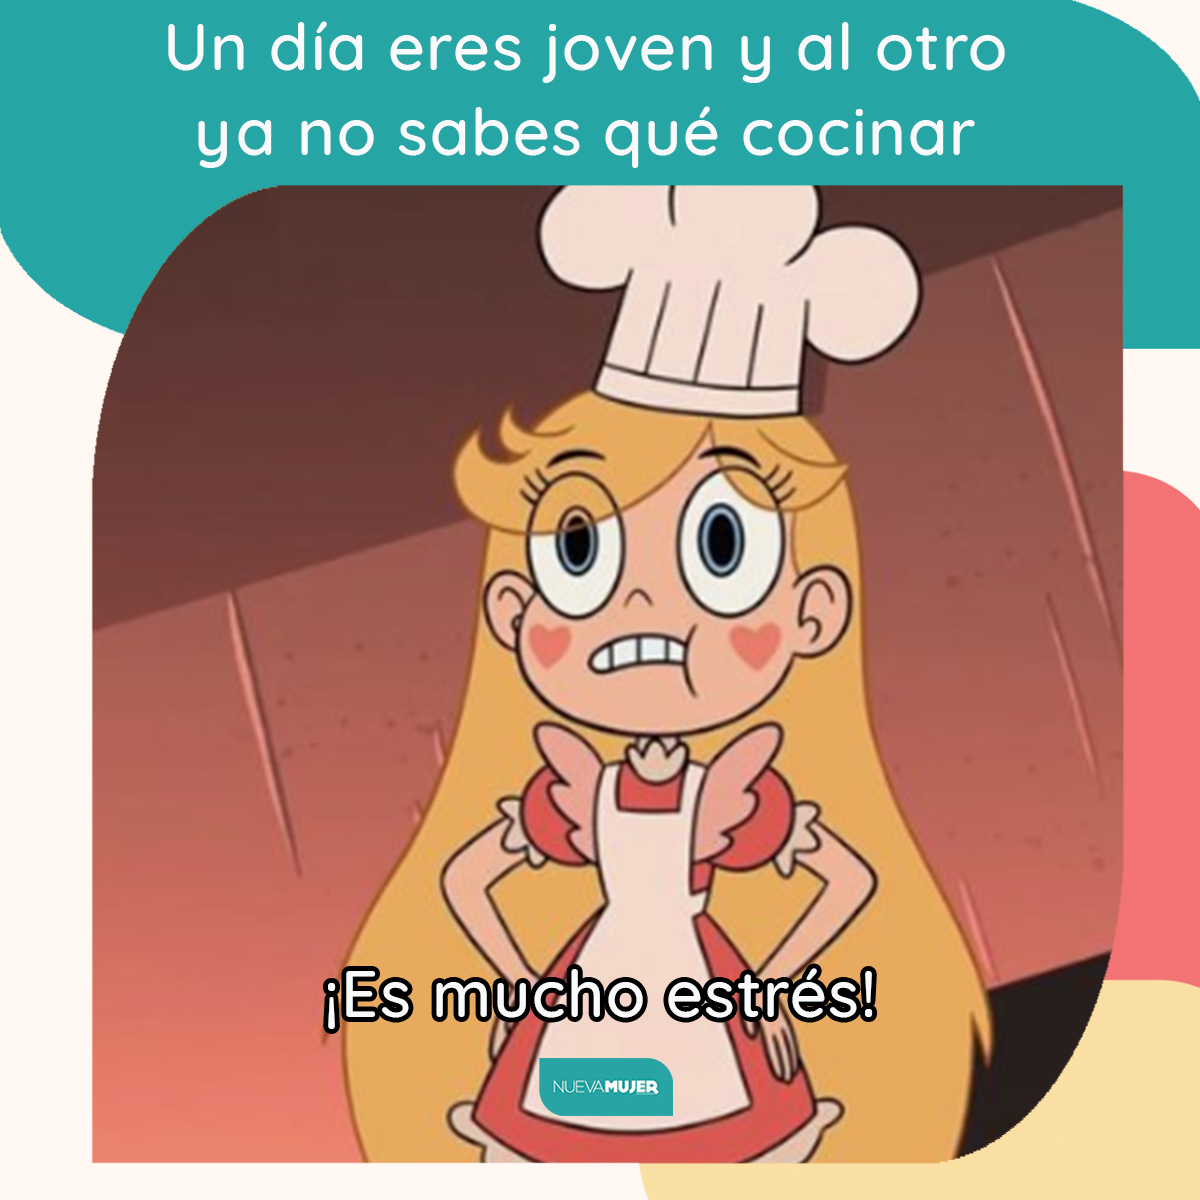 Un día eres joven y al otro
ya no sabes qué cocinar
¡Es mucho estrés!
NUEVAMUJER